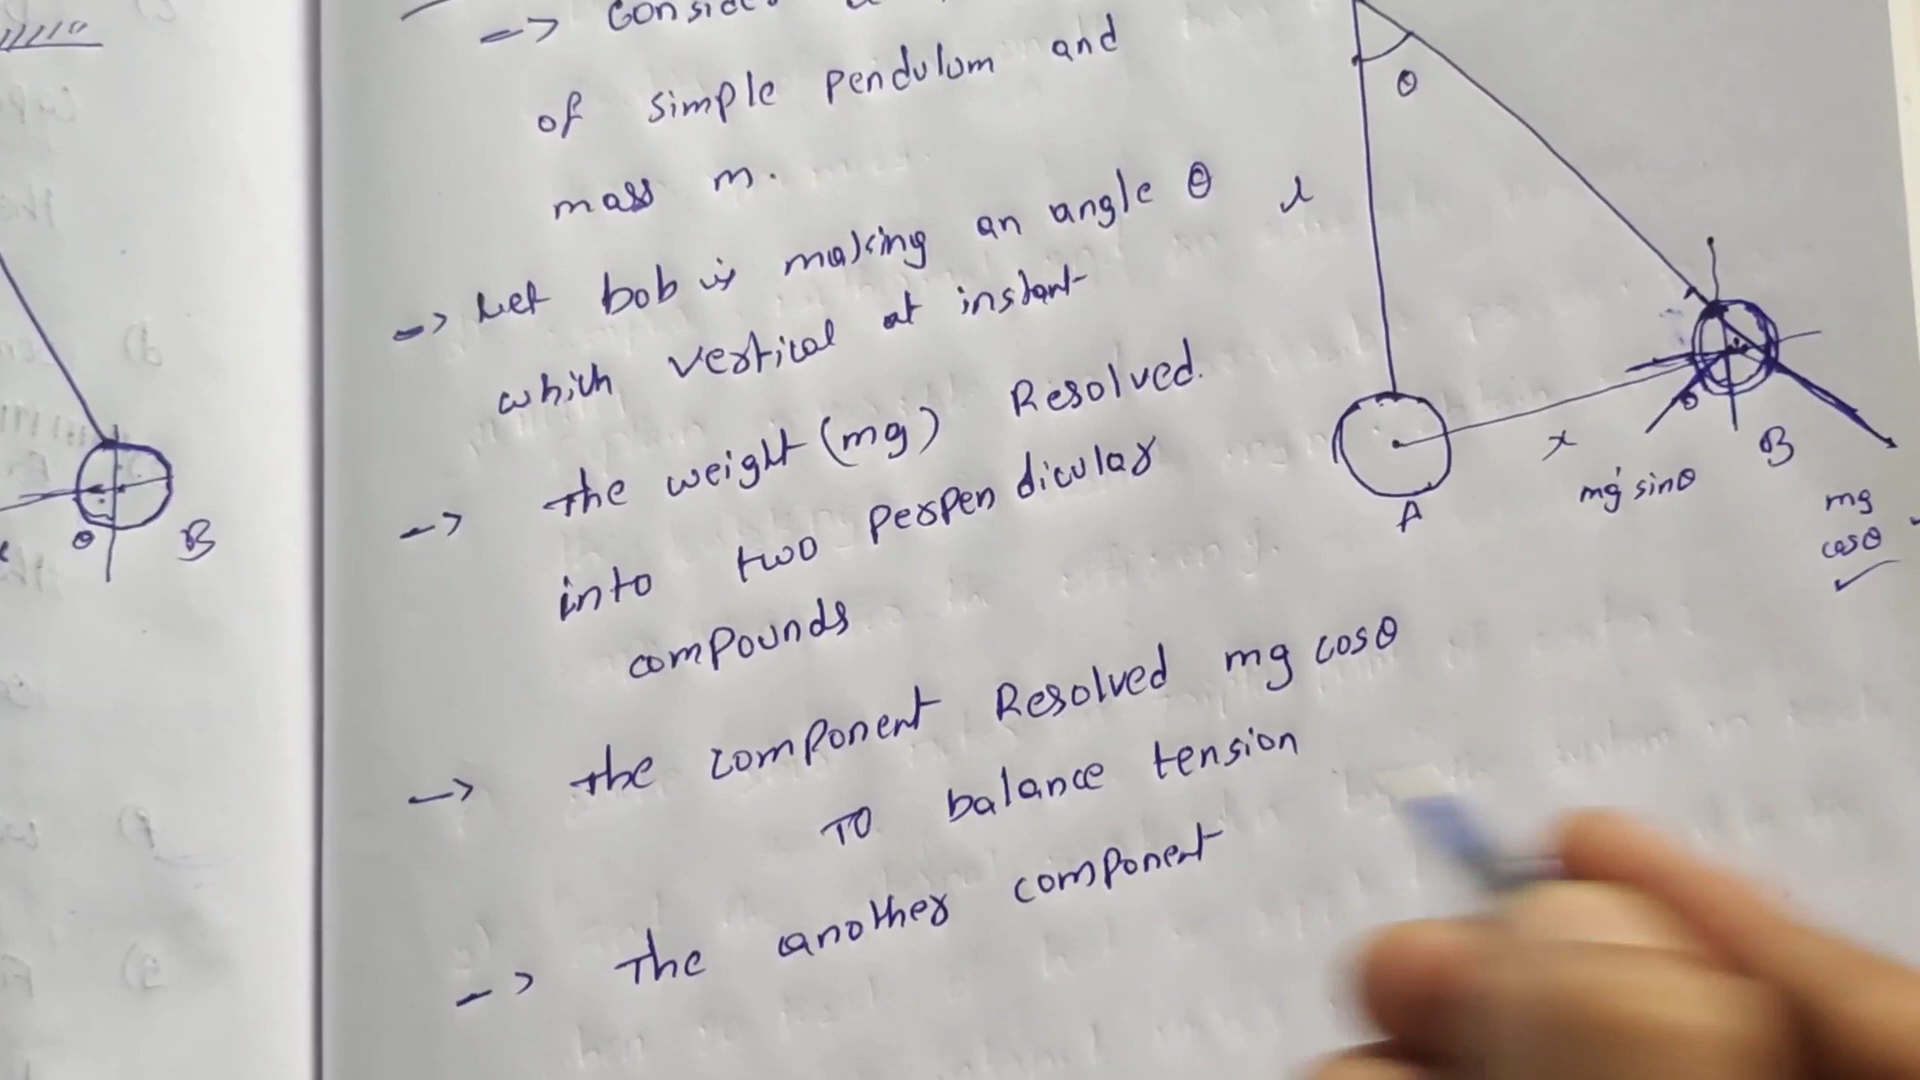 -> Consider
of simple pendulum and
mass m.
-> Let bob is making an angle θ
which vertical at instant
-> the weight (mg) Resolved.
into two perpendicular
compounds
-> the component Resolved mg cosθ
To balance tension
-> The another component
θ
l
x
A
B
mg sinθ
mg
cosθ
θ
θ
B